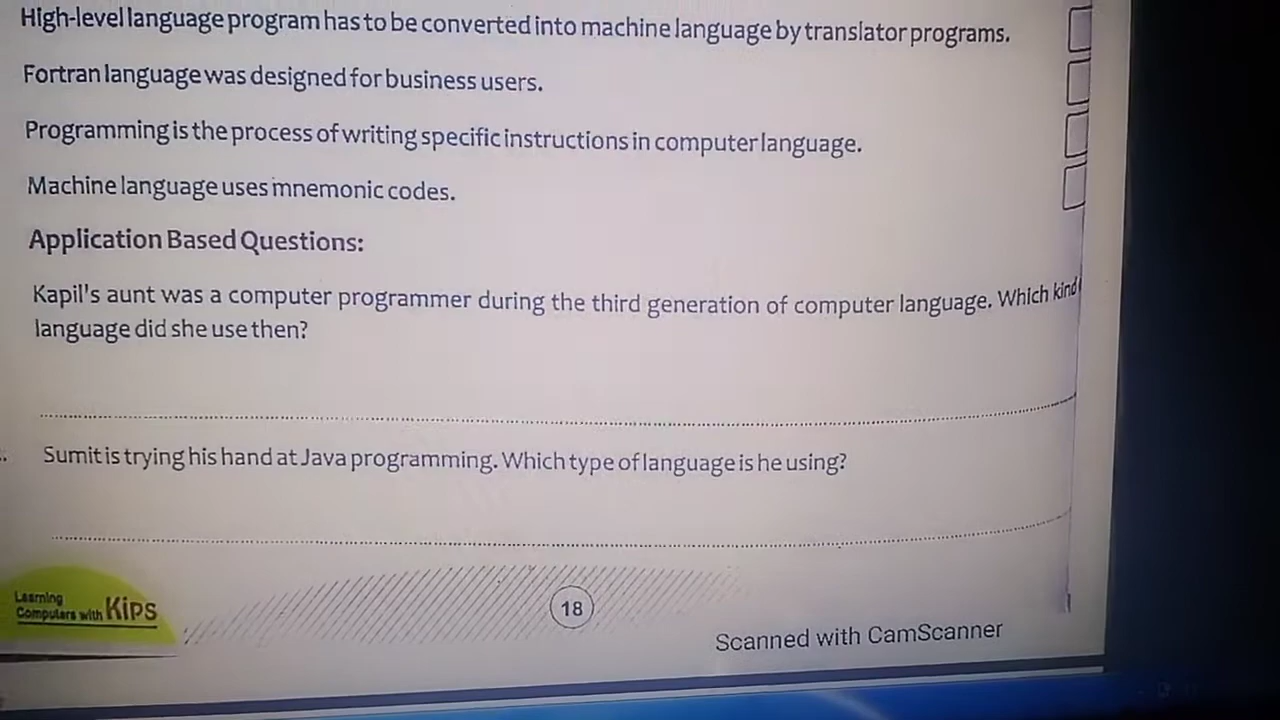 High-level language program has to be converted into machine language by translator programs.
Fortran language was designed for business users.
Programming is the process of writing specific instructions in computer language.
Machine language uses mnemonic codes.
Application Based Questions:
Kapil's aunt was a computer programmer during the third generation of computer language. Which kind
language did she use then?
Sumit is trying his hand at Java programming. Which type of language is he using?
Learning
Computers with KIPS
18
Scanned with CamScanner